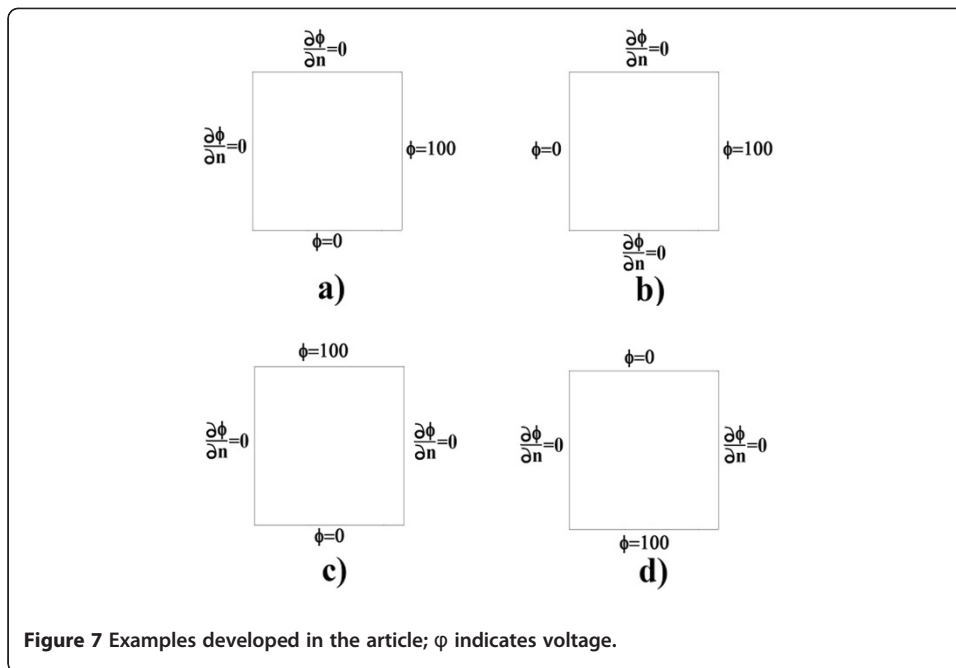 ∂ϕ/∂n=0
∂ϕ/∂n=0
ϕ=100
ϕ=0
a)
∂ϕ/∂n=0
ϕ=0
ϕ=100
∂ϕ/∂n=0
b)
ϕ=100
∂ϕ/∂n=0
∂ϕ/∂n=0
ϕ=0
c)
ϕ=0
∂ϕ/∂n=0
∂ϕ/∂n=0
ϕ=100
d)
Figure 7 Examples developed in the article; φ indicates voltage.